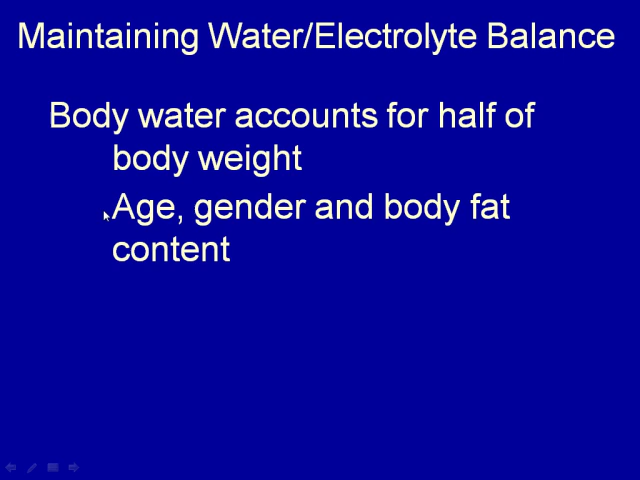 Maintaining Water/Electrolyte Balance
Body water accounts for half of
body weight
Age, gender and body fat
content